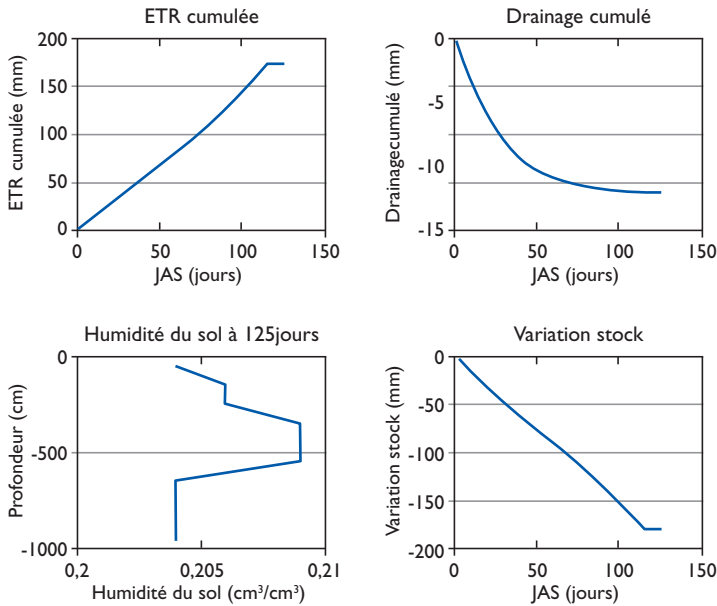 ETR cumulée
200
150
100
50
0
ETR cumulée (mm)
0 50 100 150
JAS (jours)
Drainage cumulé
0
-5
-10
-15
Drainagecumulé (mm)
0 50 100 150
JAS (jours)
Humidité du sol à 125jours
0
-500
-1000
Profondeur (cm)
0,2 0,205 0,21
Humidité du sol (cm³/cm³)
Variation stock
0
-50
-100
-150
-200
Variation stock (mm)
0 50 100 150
JAS (jours)